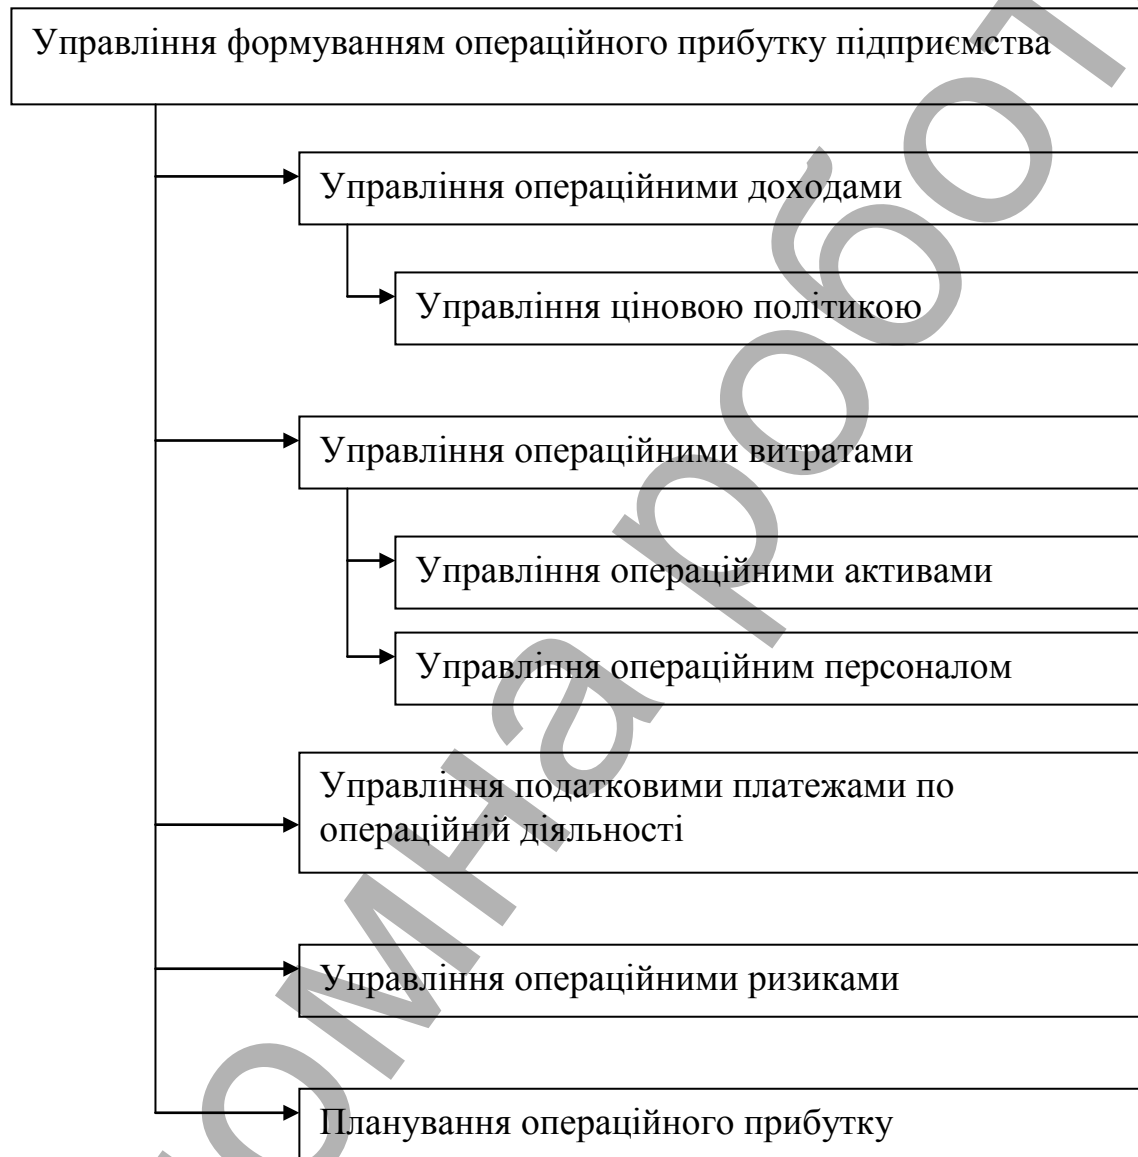 Управління формуванням операційного прибутку підприємства
Управління операційними доходами
Управління ціновою політикою
Управління операційними витратами
Управління операційними активами
Управління операційним персоналом
Управління податковими платежами по
операційній діяльності
Управління операційними ризиками
Планування операційного прибутку